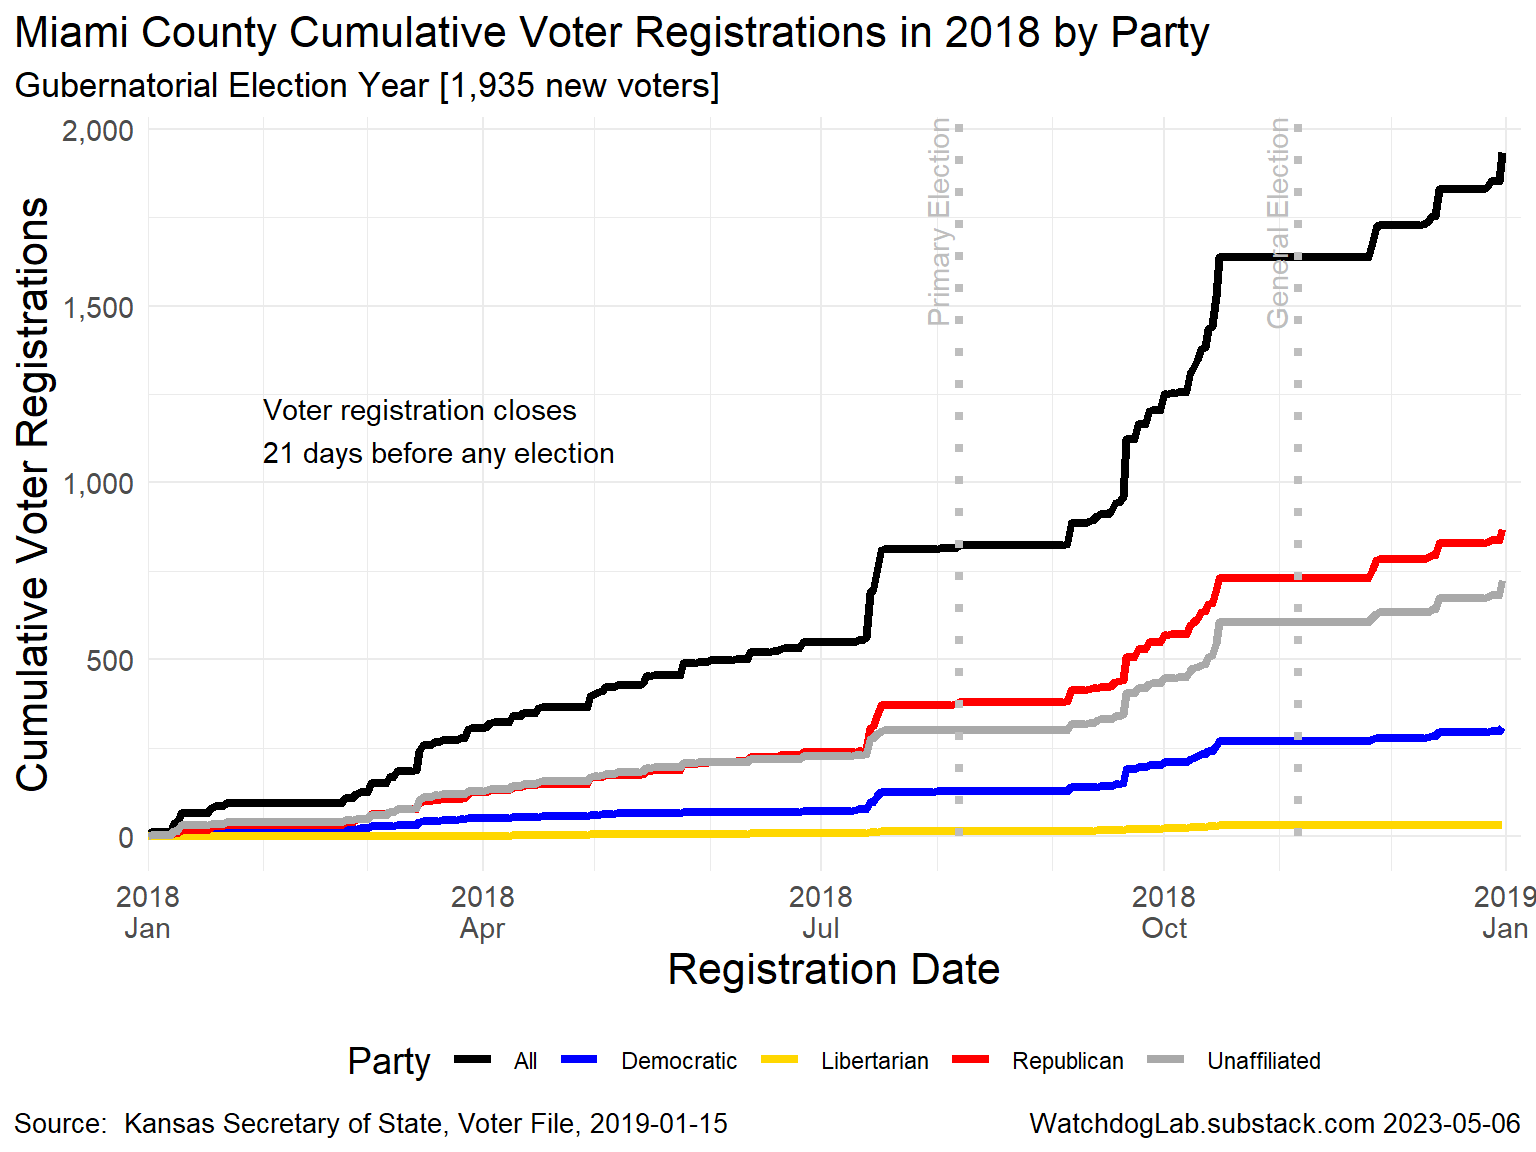 Miami County Cumulative Voter Registrations in 2018 by Party
Gubernatorial Election Year [1,935 new voters]
Cumulative Voter Registrations
2,000
1,500
1,000
500
0
Primary Election
General Election
Voter registration closes
21 days before any election
2018
Jan
2018
Apr
2018
Jul
2018
Oct
2019
Jan
Registration Date
Party All Democratic Libertarian Republican Unaffiliated
Source:  Kansas Secretary of State, Voter File, 2019-01-15
WatchdogLab.substack.com 2023-05-06